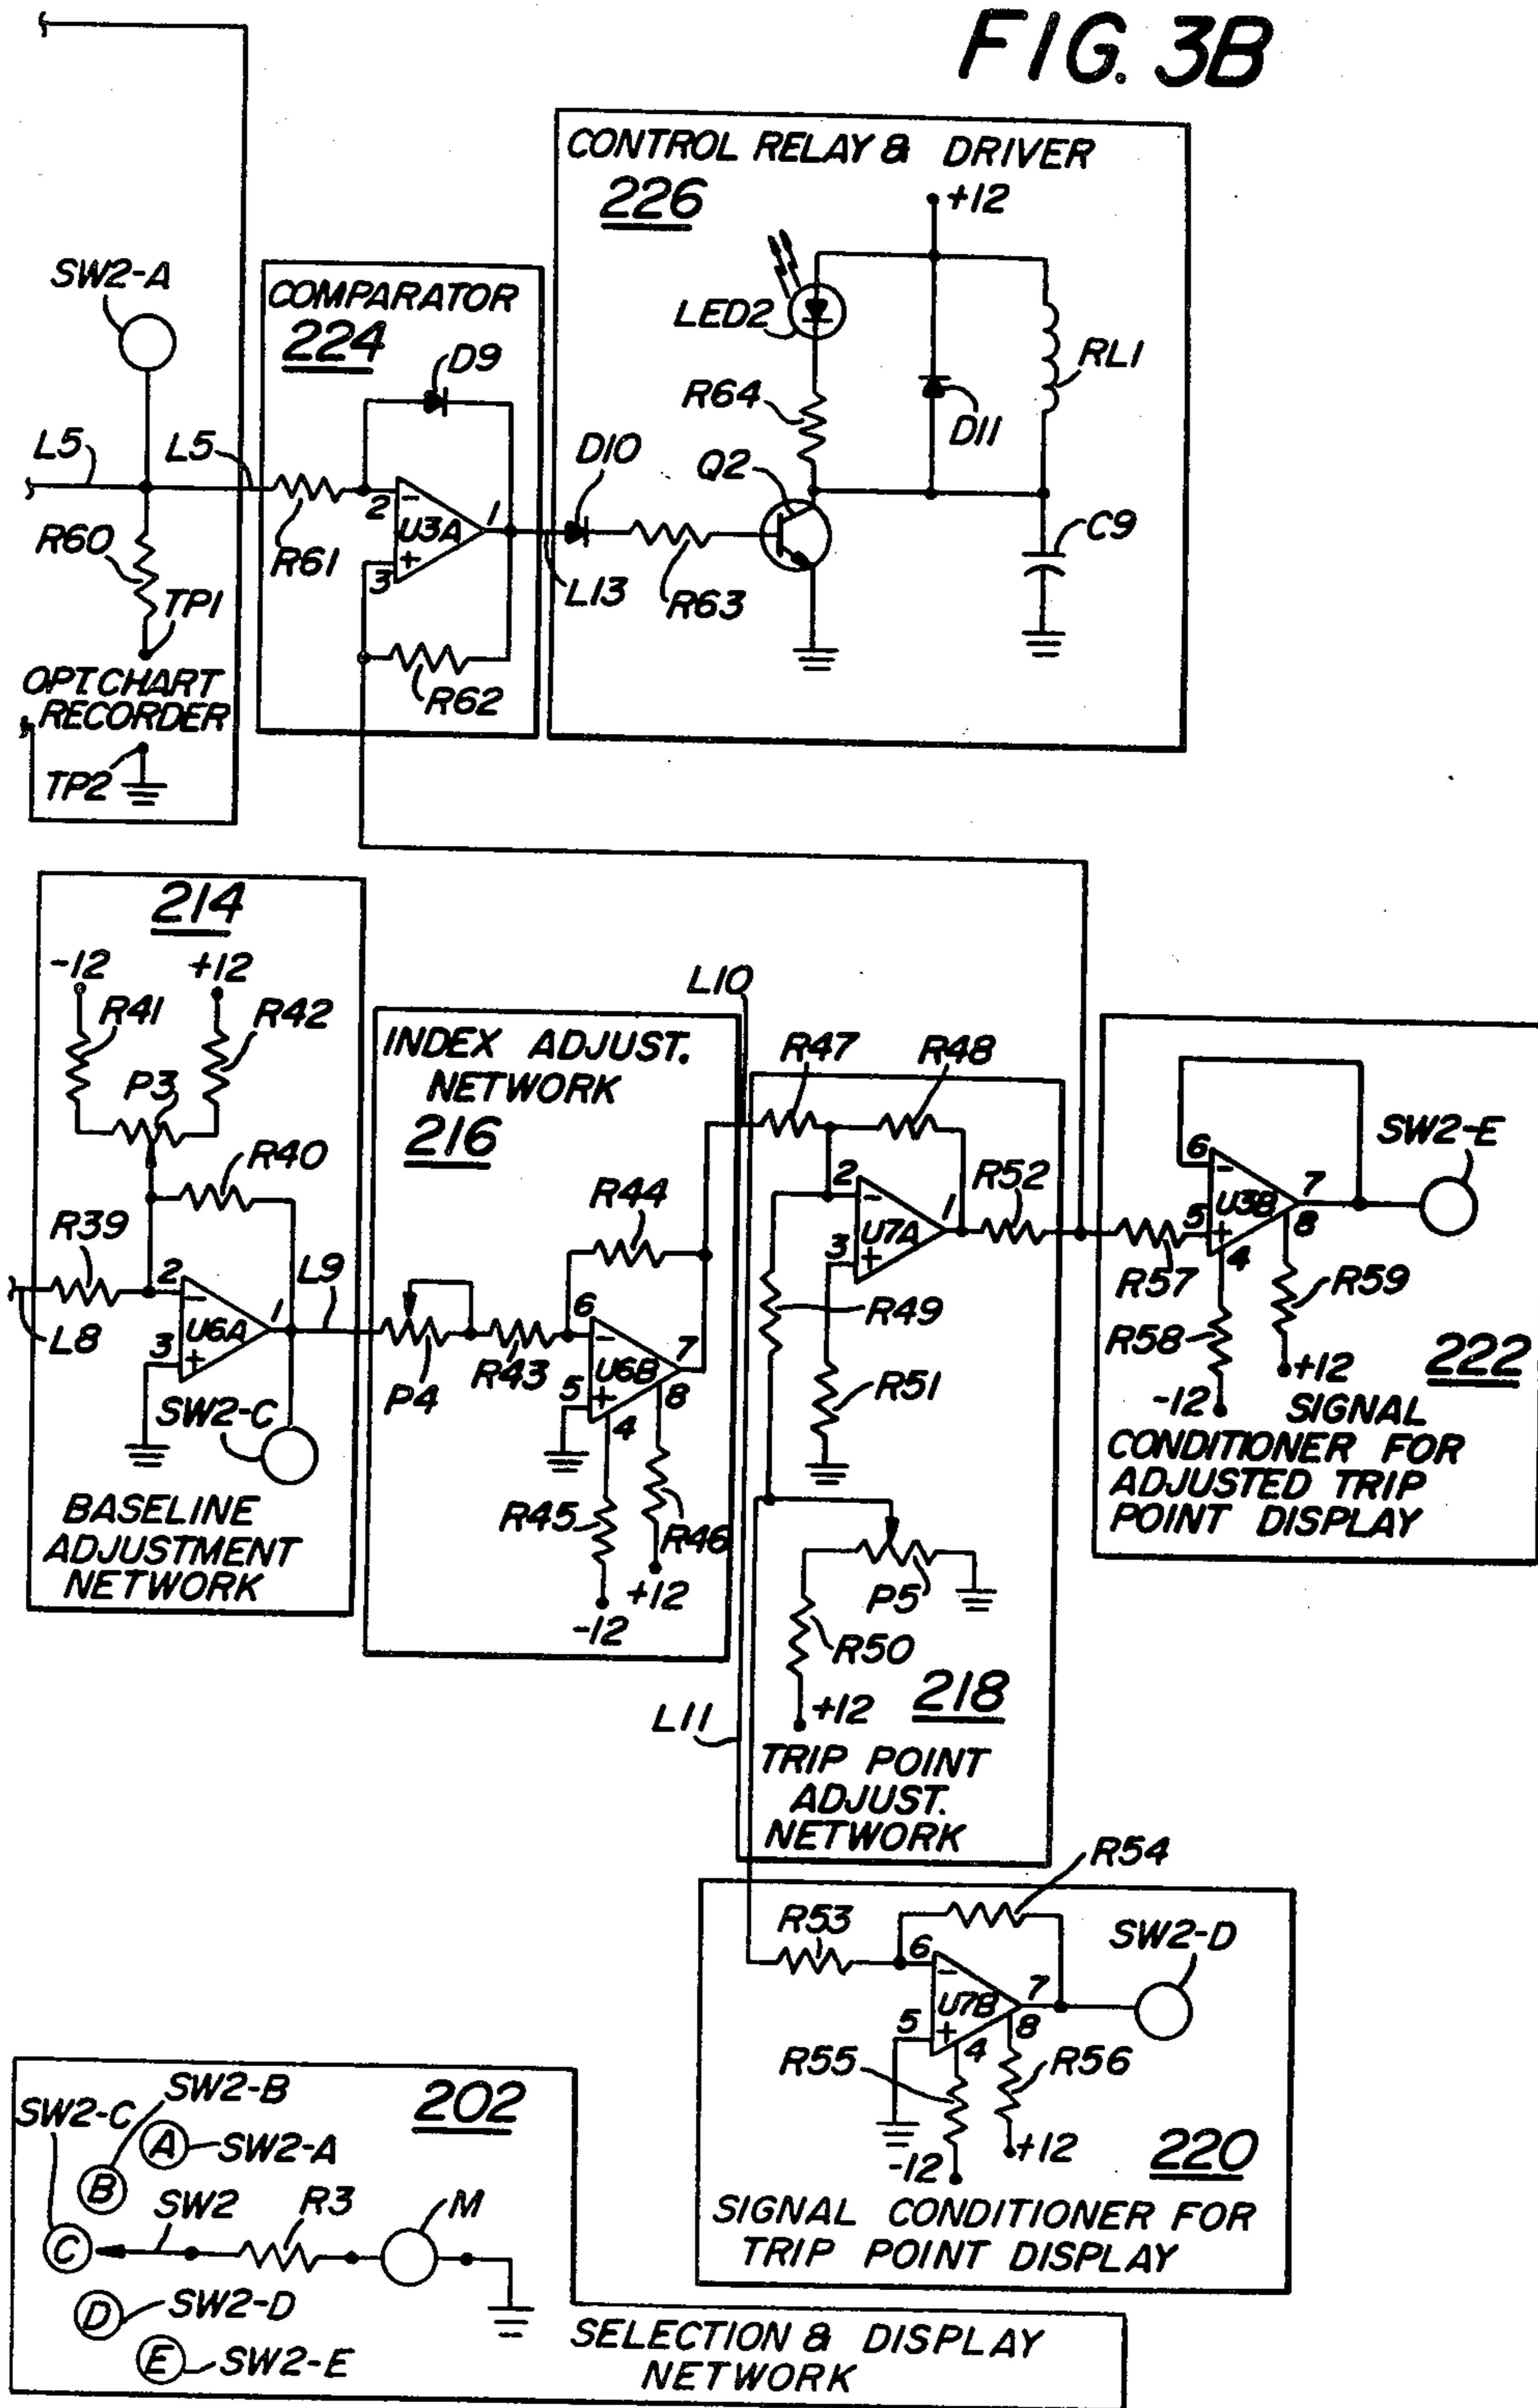 FIG. 3B
CONTROL RELAY & DRIVER
226
+12
LED2
R64
D11
RL1
Q2
C9
D10
R63
L13
SW2-A
COMPARATOR
224
D9
L5
L5
R61
2
-
U3A
1
3
+
R62
R60
TP1
OPT. CHART
RECORDER
TP2
214
-12
+12
R41
R42
P3
R40
R39
L8
2
-
U6A
1
3
+
L9
SW2-C
BASELINE
ADJUSTMENT
NETWORK
INDEX ADJUST.
NETWORK
216
R44
P4
R43
6
-
U6B
7
5
+
8
4
R45
R46
-12
+12
L10
R47
R48
2
-
U7A
1
3
+
R52
R49
R51
P5
R50
+12
218
L11
TRIP POINT
ADJUST.
NETWORK
6
-
U3B
7
5
+
8
4
SW2-E
R57
R59
R58
+12
-12
222
SIGNAL
CONDITIONER FOR
ADJUSTED TRIP
POINT DISPLAY
R54
R53
6
-
U7B
7
5
+
8
4
SW2-D
R55
R56
-12
+12
220
SIGNAL CONDITIONER FOR
TRIP POINT DISPLAY
SW2-B
202
SW2-C
A
SW2-A
B
SW2
R3
M
C
D
SW2-D
E
SW2-E
SELECTION & DISPLAY
NETWORK